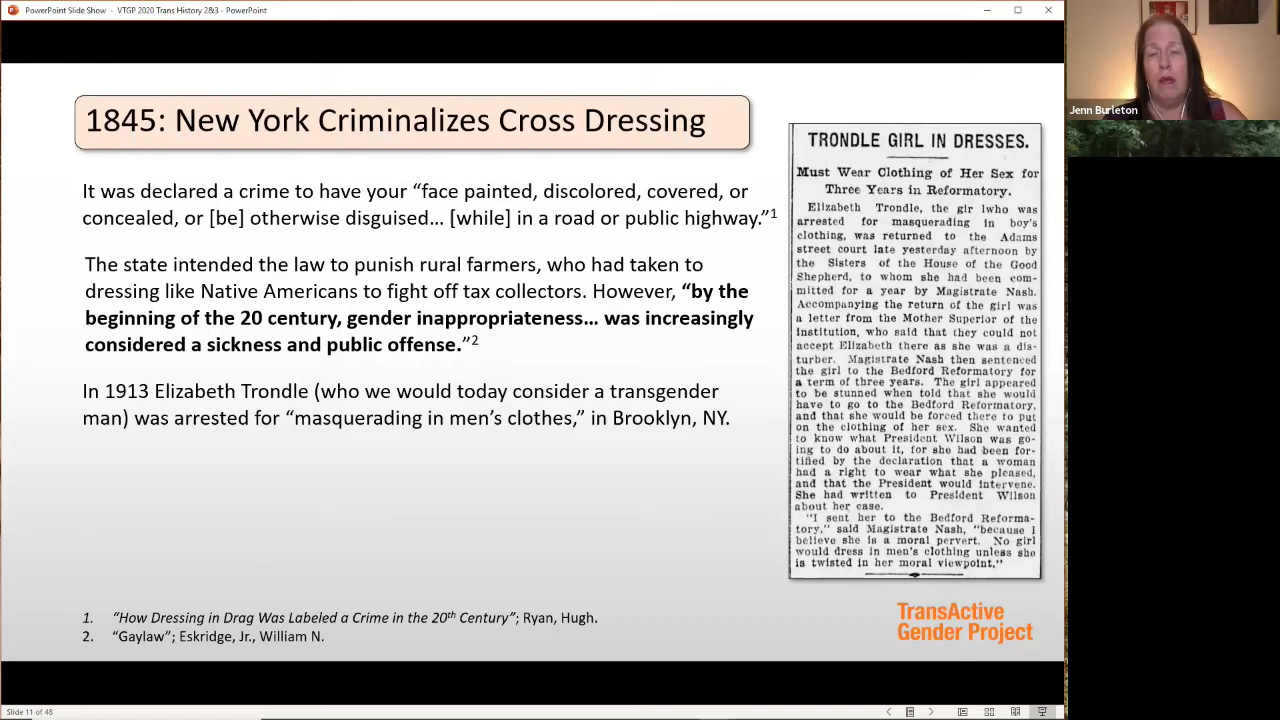 PowerPoint Slide Show - VTGP 2020 Trans History 2&3 - PowerPoint
Jenn Burleton
1845: New York Criminalizes Cross Dressing
It was declared a crime to have your “face painted, discolored, covered, or
concealed, or [be] otherwise disguised… [while] in a road or public highway.”1
The state intended the law to punish rural farmers, who had taken to
dressing like Native Americans to fight off tax collectors. However, “by the
beginning of the 20 century, gender inappropriateness… was increasingly
considered a sickness and public offense.”2
In 1913 Elizabeth Trondle (who we would today consider a transgender
man) was arrested for “masquerading in men’s clothes,” in Brooklyn, NY.
TRONDLE GIRL IN DRESSES.
Must Wear Clothing of Her Sex for
Three Years in Reformatory.
Elizabeth Trondle, the gir lwho was
arrested for masquerading in boy's
clothing, was returned to the Adams
street court late yesterday afternoon by
the Sisters of the House of the Good
Shepherd, to whom she had been com-
mitted for a year by Magistrate Nash.
Accompanying the return of the girl was
a letter from the Mother Superior of the
institution, who said that they could not
accept Elizabeth there as she was a dis-
turber. Magistrate Nash then sentenced
the girl to the Bedford Reformatory for
a term of three years. The girl appeared
to be stunned when told that she would
have to go to the Bedford Reformatory,
and that she would be forced there to put
on the clothing of her sex. She wanted
to know what President Wilson was go-
ing to do about it, for she had been for-
tified by the declaration that a woman
had a right to wear what she pleased,
and that the President would intervene.
She had written to President Wilson
about her case.
"I sent her to the Bedford Reforma-
tory," said Magistrate Nash, "because I
believe she is a moral pervert. No girl
would dress in men's clothing unless she
is twisted in her moral viewpoint."
1. “How Dressing in Drag Was Labeled a Crime in the 20th Century”; Ryan, Hugh.
2. “Gaylaw”; Eskridge, Jr., William N.
TransActive
Gender Project
Slide 11 of 48